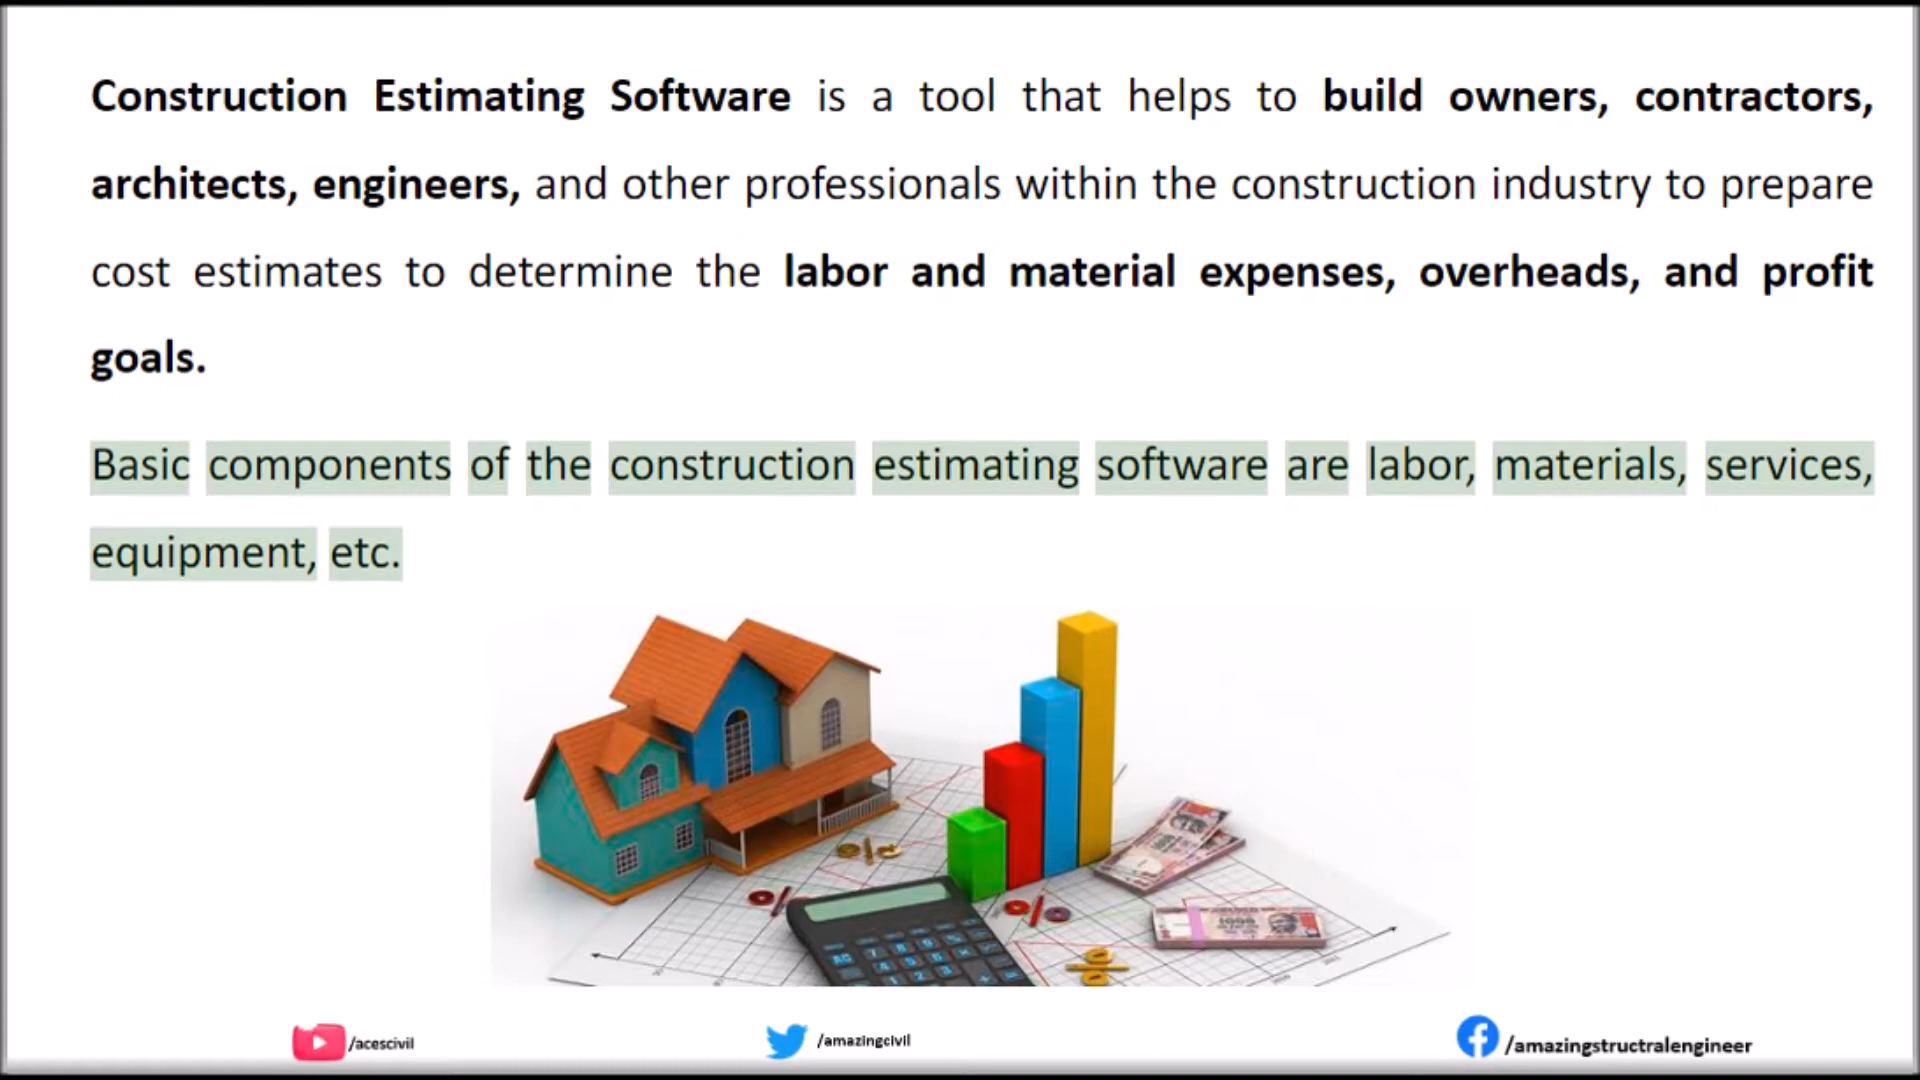 Construction Estimating Software is a tool that helps to build owners, contractors,
architects, engineers, and other professionals within the construction industry to prepare
cost estimates to determine the labor and material expenses, overheads, and profit
goals.
Basic components of the construction estimating software are labor, materials, services,
equipment, etc.
/acescivil
/amazingcivil
/amazingstructralengineer